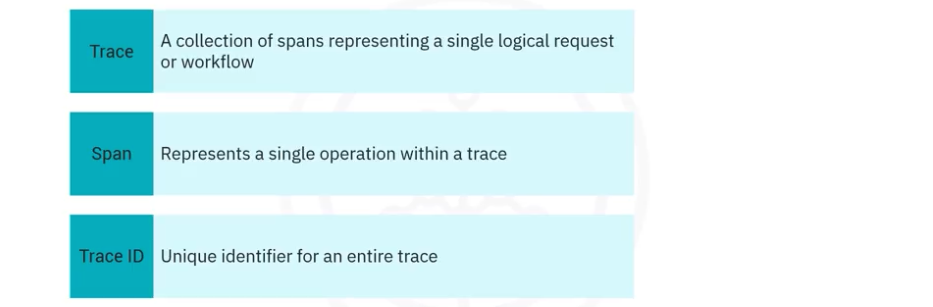 Trace
A collection of spans representing a single logical request
or workflow
Span
Represents a single operation within a trace
Trace ID
Unique identifier for an entire trace